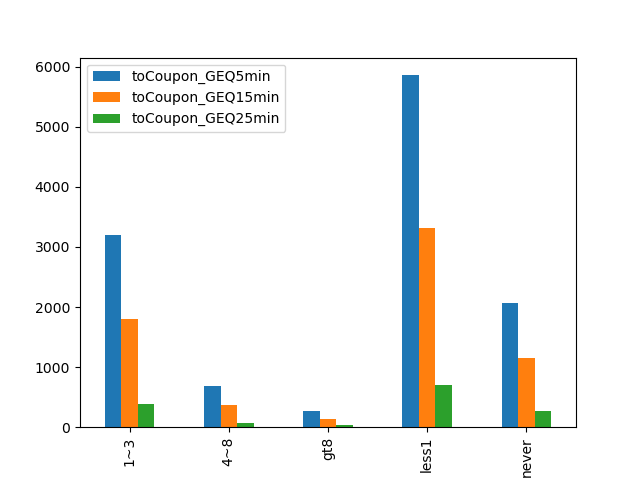 toCoupon_GEQ5min
toCoupon_GEQ15min
toCoupon_GEQ25min
6000
5000
4000
3000
2000
1000
0
1~3
4~8
gt8
less1
never